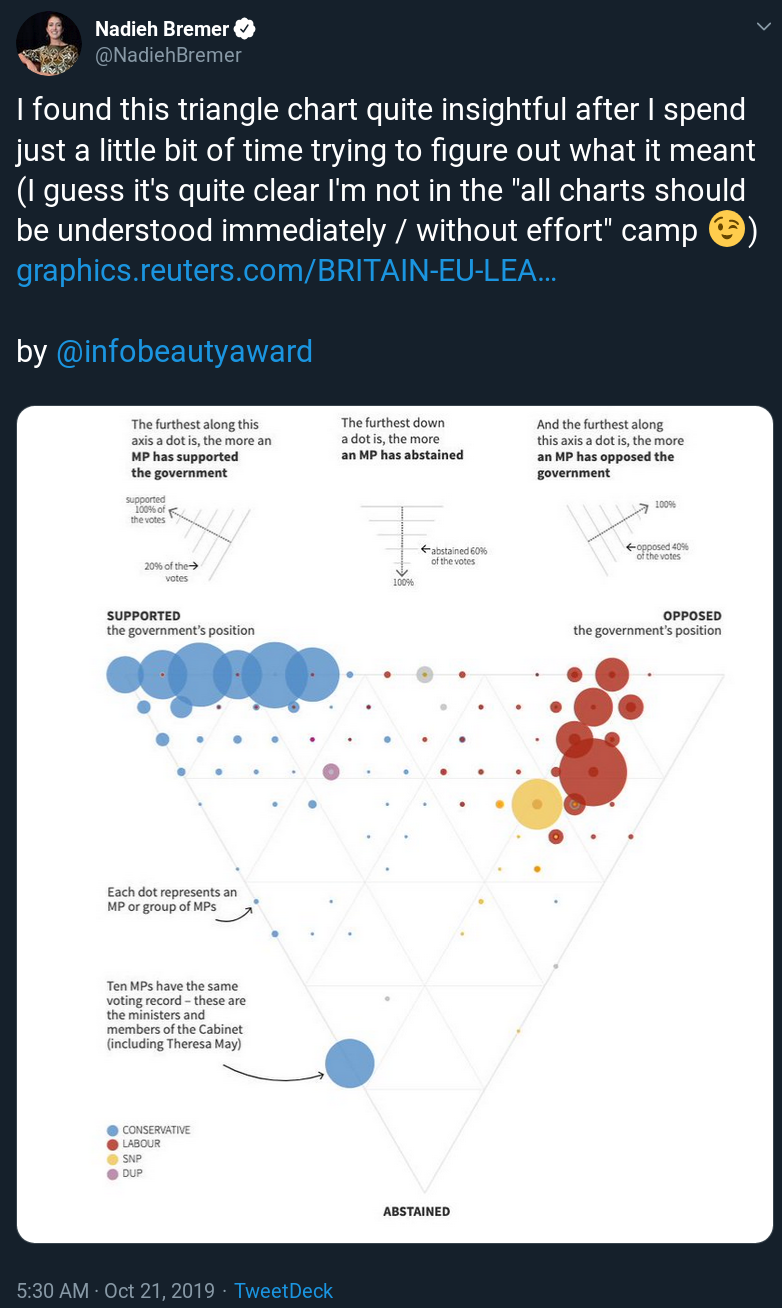 Nadieh Bremer
@NadiehBremer
I found this triangle chart quite insightful after I spend
just a little bit of time trying to figure out what it meant
(I guess it's quite clear I'm not in the "all charts should
be understood immediately / without effort" camp 😉)
graphics.reuters.com/BRITAIN-EU-LEA…
by @infobeautyaward
The furthest along this
axis a dot is, the more an
MP has supported
the government
The furthest down
a dot is, the more
an MP has abstained
And the furthest along
this axis a dot is, the more
an MP has opposed the
government
supported
100% of
the votes
20% of the
votes
abstained 60%
of the votes
100%
100%
opposed 40%
of the votes
SUPPORTED
the government's position
OPPOSED
the government's position
Each dot represents an
MP or group of MPs
Ten MPs have the same
voting record – these are
the ministers and
members of the Cabinet
(including Theresa May)
CONSERVATIVE
LABOUR
SNP
DUP
ABSTAINED
5:30 AM · Oct 21, 2019 · TweetDeck